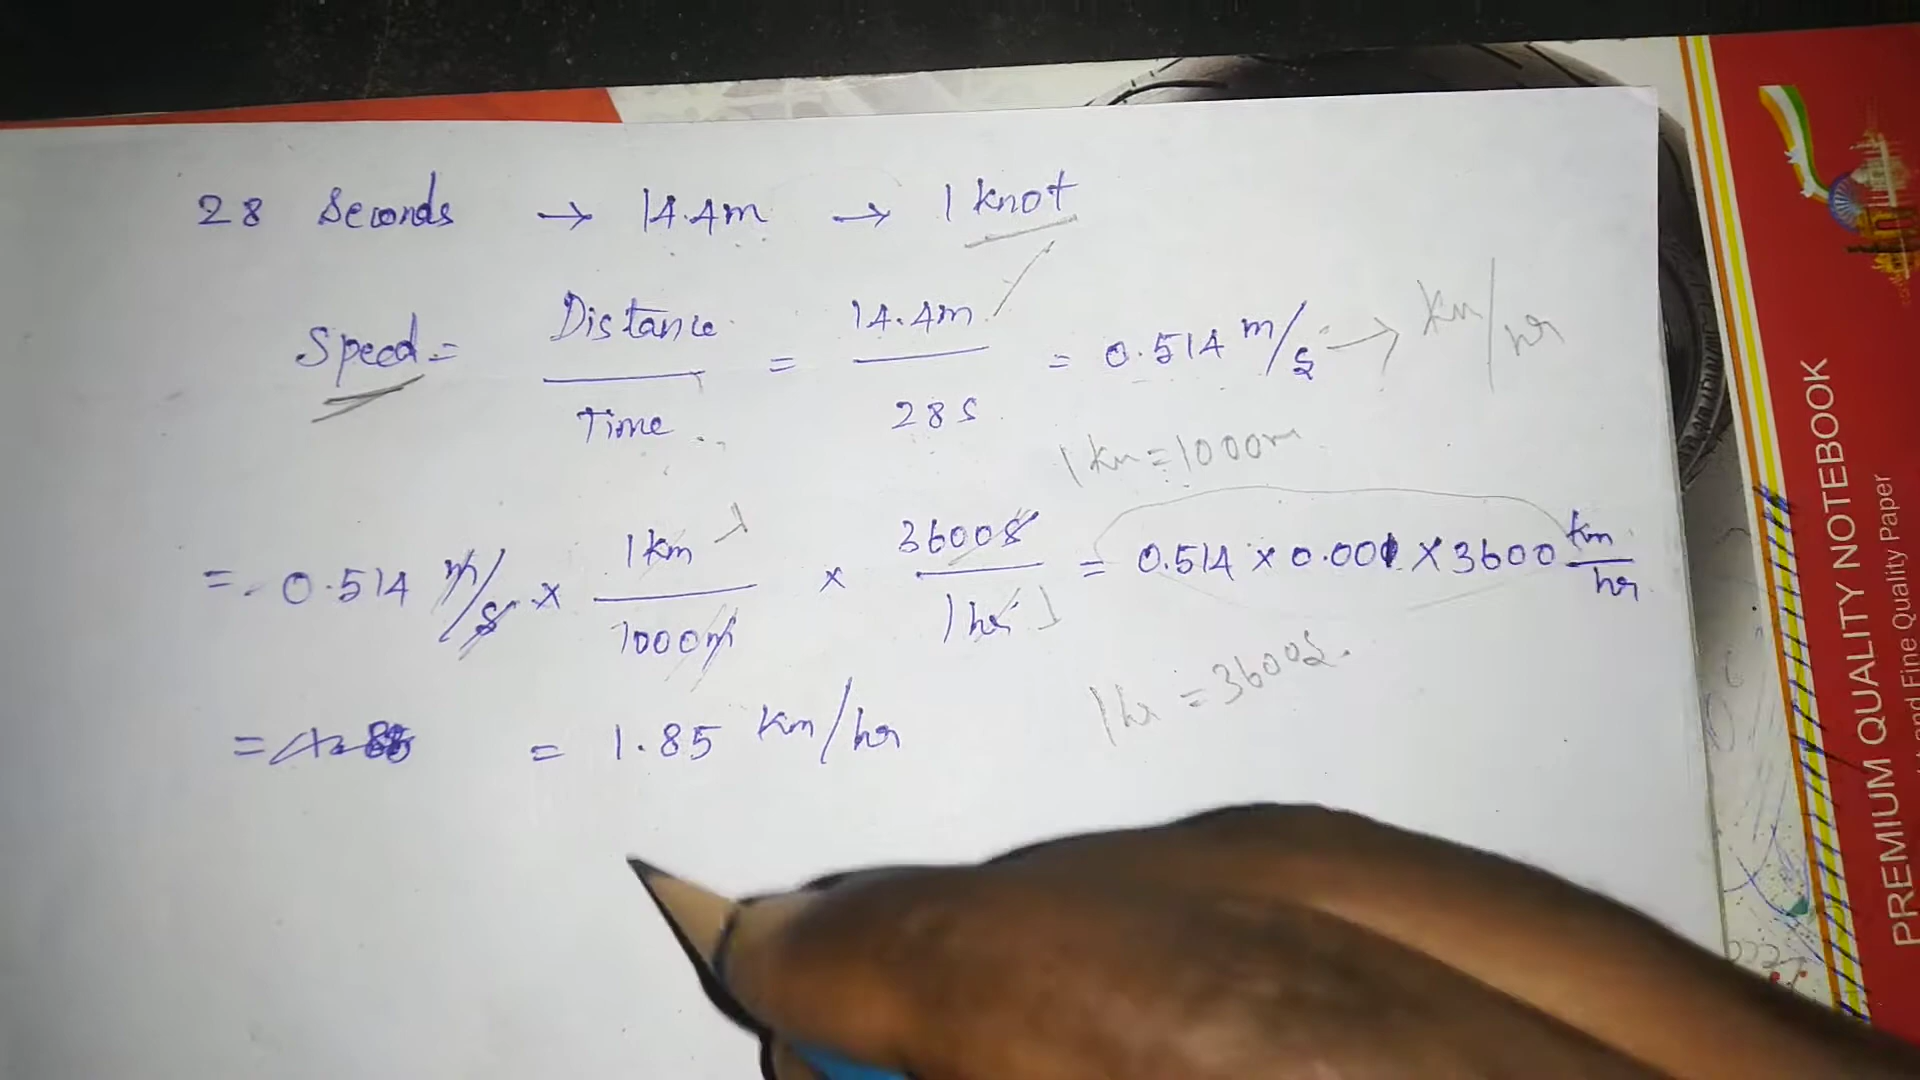 28 Seconds → 14.4m → 1 knot
Speed = Distance / Time = 14.4m / 28s = 0.514 m/s → km/hr
1 km = 1000m
= 0.514 m/s × 1km / 1000m × 3600s / 1hr = 0.514 × 0.001 × 3600 km/hr
1hr = 3600s.
= 1.85 km/hr
PREMIUM QUALITY NOTEBOOK
and Fine Quality Paper